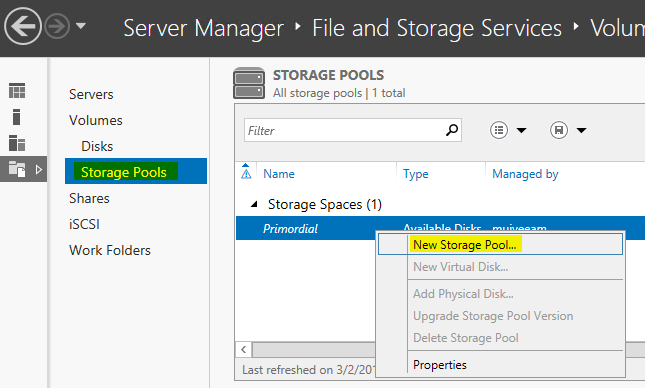 Server Manager ▸ File and Storage Services ▸ Volum
Servers
Volumes
Disks
Storage Pools
Shares
iSCSI
Work Folders
STORAGE POOLS
All storage pools | 1 total
Filter
Name Type Managed by
Storage Spaces (1)
Primordial Available Disks muiveeam
New Storage Pool...
New Virtual Disk...
Add Physical Disk...
Upgrade Storage Pool Version
Delete Storage Pool
Properties
Last refreshed on 3/2/201